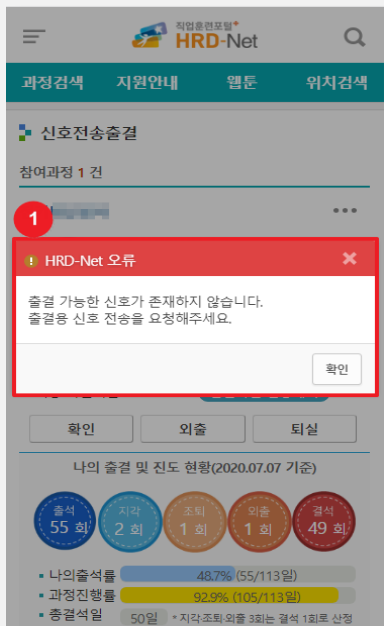 직업훈련포털
HRD-Net
과정검색 지원안내 웹툰 위치검색
신호전송출결
참여과정 1 건
1
HRD-Net 오류
출결 가능한 신호가 존재하지 않습니다.
출결용 신호 전송을 요청해주세요.
확인
확인 외출 퇴실
나의 출결 및 진도 현황(2020.07.07 기준)
출석 지각 조퇴 외출 결석
55 회 2 회 1 회 1 회 49 회
나의출석률 48.7% (55/113일)
과정진행률 92.9% (105/113일)
총결석일 50일 * 지각·조퇴·외출 3회는 결석 1회로 산정